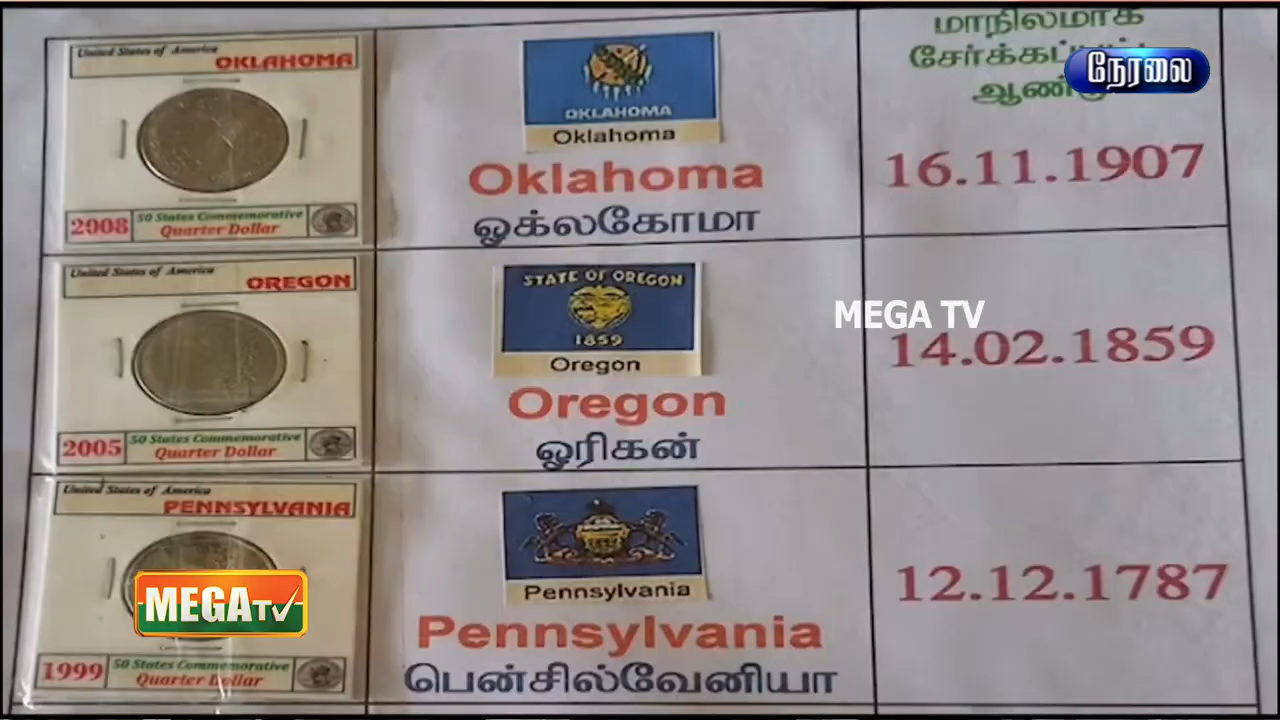 மாநிலமாக
சேர்க்கப்பட்ட
ஆண்டு
நேரலை
United States of America
OKLAHOMA
2008
50 States Commemorative
Quarter Dollar
OKLAHOMA
Oklahoma
Oklahoma
ஓக்லகோமா
16.11.1907
United States of America
OREGON
2005
50 States Commemorative
Quarter Dollar
STATE OF OREGON
1859
Oregon
Oregon
ஓரிகன்
MEGA TV
14.02.1859
United States of America
PENNSYLVANIA
MEGA TV
1999
50 States Commemorative
Quarter Dollar
Pennsylvania
Pennsylvania
பென்சில்வேனியா
12.12.1787